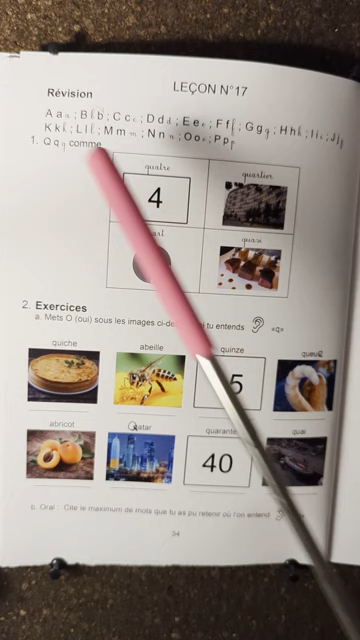 LEÇON N°17
Révision
A a a ; B b b ; C c c ; D d d ; E e e ; F f f ; G g g ; H h h ; I i i ; J j j
K k k ; L l l ; M m m ; N n n ; O o o ; P p p
1. Q q q comme
quatre quartier
4
quasi
2. Exercices
a. Mets O (oui) sous les images tu entends «q»
quiche abeille quinze queue
5
abricot Qatar quarante quai
40
b. Oral : Cite le maximum de mots que tu as pu retenir où l'on entend
34